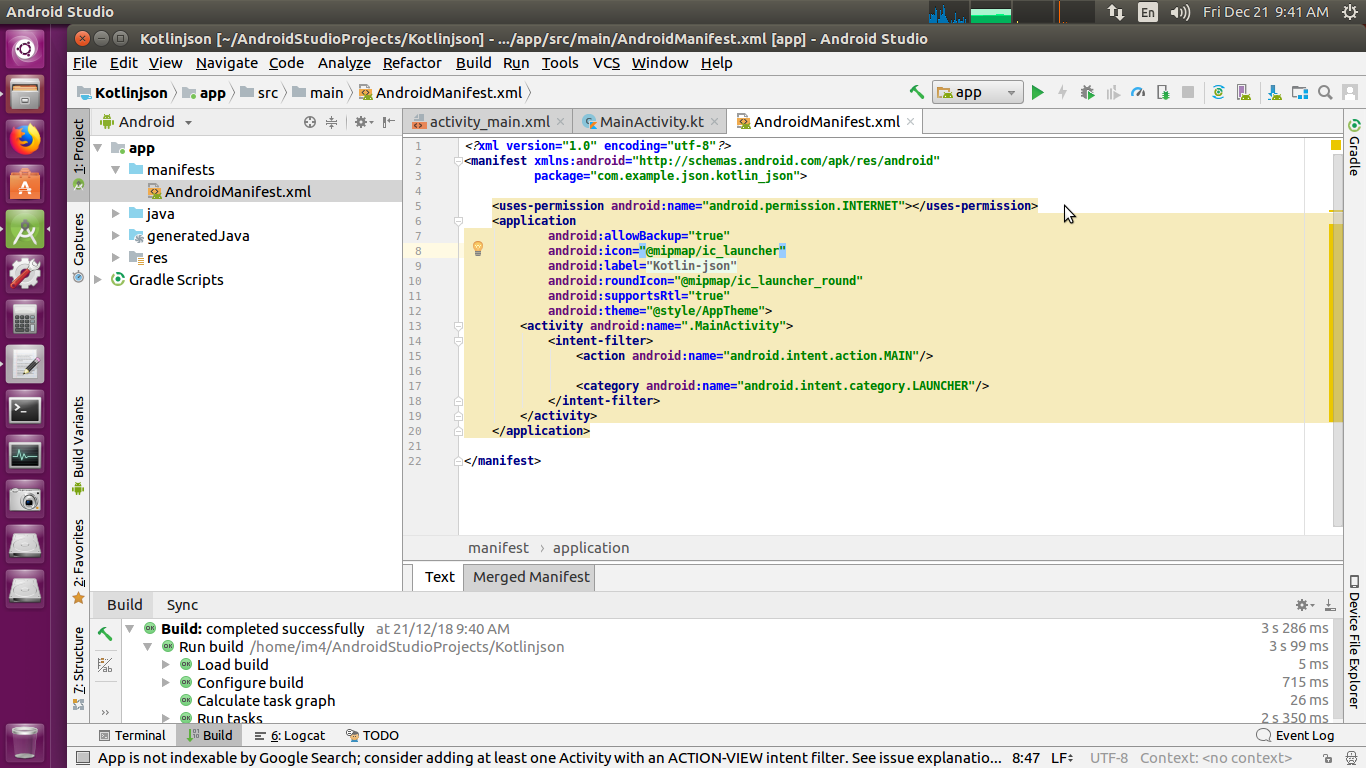 Android Studio
En
Fri Dec 21 9:41 AM
Kotlinjson [~/AndroidStudioProjects/Kotlinjson] - .../app/src/main/AndroidManifest.xml [app] - Android Studio
File Edit View Navigate Code Analyze Refactor Build Run Tools VCS Window Help
Kotlinjson app src main AndroidManifest.xml
app
1: Project
Captures
Build Variants
2: Favorites
7: Structure
Android
app
manifests
AndroidManifest.xml
java
generatedJava
res
Gradle Scripts
activity_main.xml
MainActivity.kt
AndroidManifest.xml
1 <?xml version="1.0" encoding="utf-8"?>
2 <manifest xmlns:android="http://schemas.android.com/apk/res/android"
3 package="com.example.json.kotlin_json">
4
5 <uses-permission android:name="android.permission.INTERNET"></uses-permission>
6 <application
7 android:allowBackup="true"
8 android:icon="@mipmap/ic_launcher"
9 android:label="Kotlin-json"
10 android:roundIcon="@mipmap/ic_launcher_round"
11 android:supportsRtl="true"
12 android:theme="@style/AppTheme">
13 <activity android:name=".MainActivity">
14 <intent-filter>
15 <action android:name="android.intent.action.MAIN"/>
16
17 <category android:name="android.intent.category.LAUNCHER"/>
18 </intent-filter>
19 </activity>
20 </application>
21
22 </manifest>
manifest › application
Text
Merged Manifest
Gradle
Device File Explorer
Build
Sync
Build: completed successfully at 21/12/18 9:40 AM 3 s 286 ms
Run build /home/im4/AndroidStudioProjects/Kotlinjson 3 s 99 ms
Load build 5 ms
Configure build 715 ms
Calculate task graph 26 ms
Run tasks 2 s 350 ms
Terminal
Build
6: Logcat
TODO
Event Log
App is not indexable by Google Search; consider adding at least one Activity with an ACTION-VIEW intent filter. See issue explanatio... 8:47 LF UTF-8 Context: <no context>